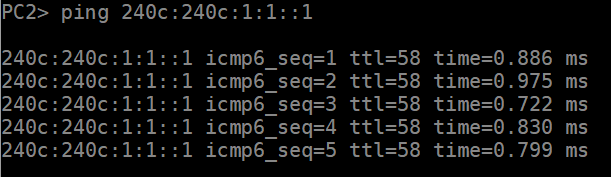 PC2> ping 240c:240c:1:1::1
240c:240c:1:1::1 icmp6_seq=1 ttl=58 time=0.886 ms
240c:240c:1:1::1 icmp6_seq=2 ttl=58 time=0.975 ms
240c:240c:1:1::1 icmp6_seq=3 ttl=58 time=0.722 ms
240c:240c:1:1::1 icmp6_seq=4 ttl=58 time=0.830 ms
240c:240c:1:1::1 icmp6_seq=5 ttl=58 time=0.799 ms